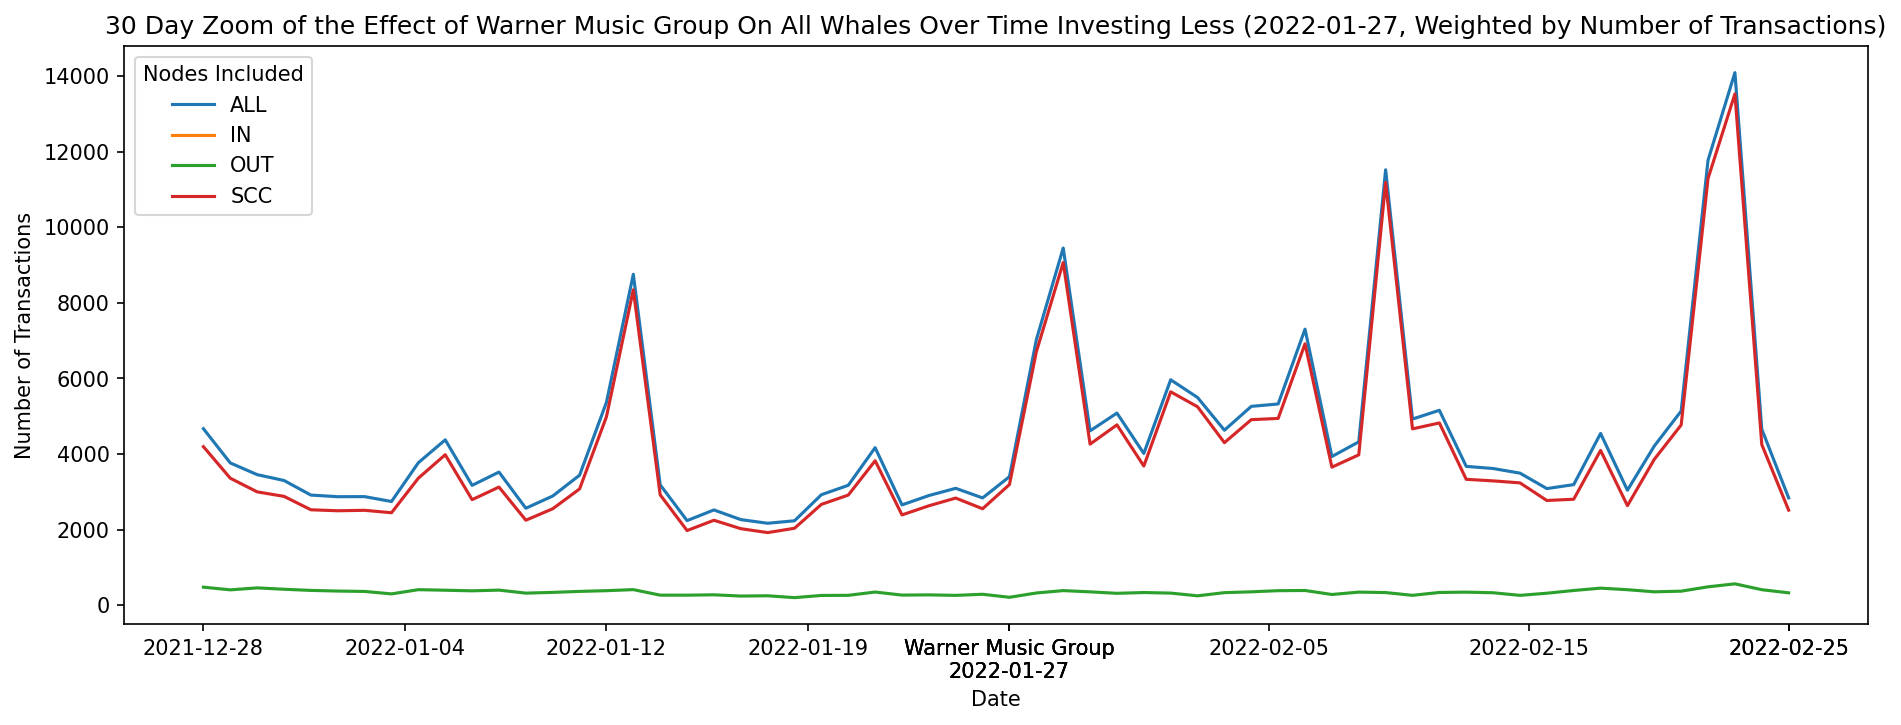 30 Day Zoom of the Effect of Warner Music Group On All Whales Over Time Investing Less (2022-01-27, Weighted by Number of Transactions)
Nodes Included
ALL
IN
OUT
SCC
Number of Transactions
14000
12000
10000
8000
6000
4000
2000
0
2021-12-28
2022-01-04
2022-01-12
2022-01-19
Warner Music Group
2022-01-27
2022-02-05
2022-02-15
2022-02-25
Date